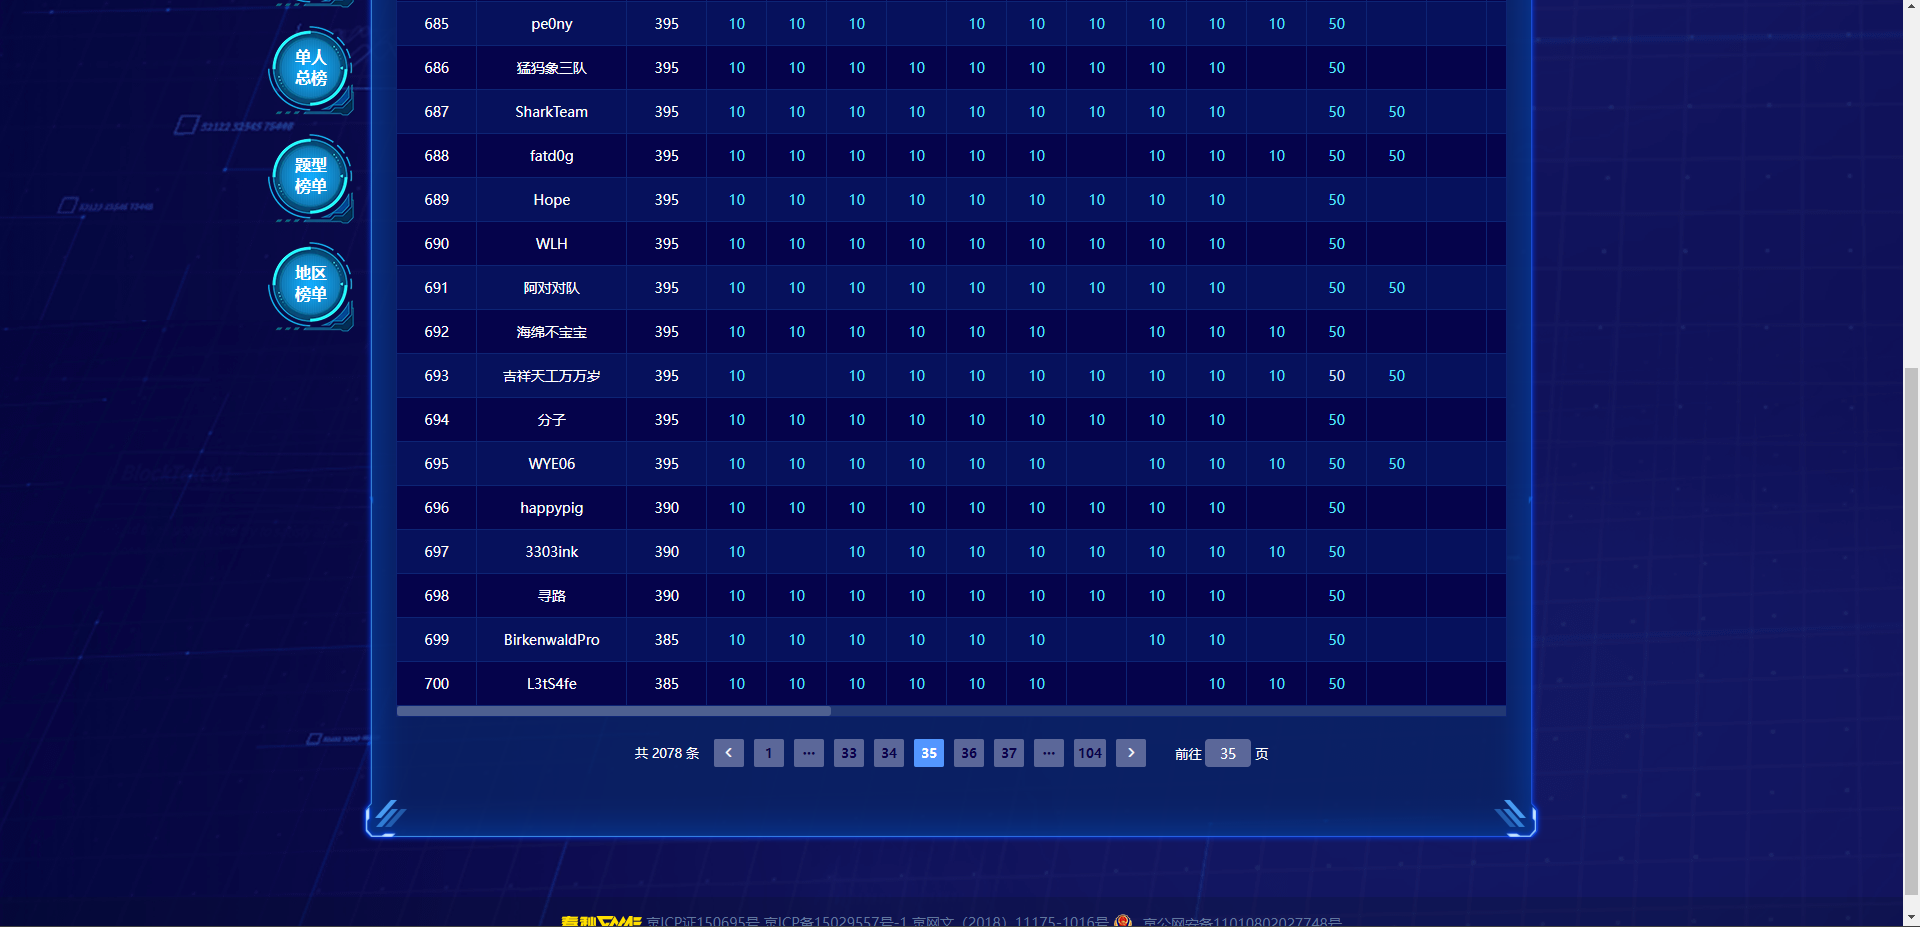 单人
总榜
题型
榜单
地区
榜单
685 pe0ny 395 10 10 10 10 10 10 10 10 10 50
686 猛犸象三队 395 10 10 10 10 10 10 10 10 10 50
687 SharkTeam 395 10 10 10 10 10 10 10 10 10 50 50
688 fatd0g 395 10 10 10 10 10 10 10 10 10 50 50
689 Hope 395 10 10 10 10 10 10 10 10 10 50
690 WLH 395 10 10 10 10 10 10 10 10 10 50
691 阿对对队 395 10 10 10 10 10 10 10 10 10 50 50
692 海绵不宝宝 395 10 10 10 10 10 10 10 10 10 50
693 吉祥天工万万岁 395 10 10 10 10 10 10 10 10 10 50 50
694 分子 395 10 10 10 10 10 10 10 10 10 50
695 WYE06 395 10 10 10 10 10 10 10 10 10 50 50
696 happypig 390 10 10 10 10 10 10 10 10 10 50
697 3303ink 390 10 10 10 10 10 10 10 10 10 50
698 寻路 390 10 10 10 10 10 10 10 10 10 50
699 BirkenwaldPro 385 10 10 10 10 10 10 10 10 50
700 L3tS4fe 385 10 10 10 10 10 10 10 10 50
共 2078 条 1 ··· 33 34 35 36 37 ··· 104 前往 35 页
京ICP证150695号 京ICP备15029557号-1 京网文（2018）11175-1016号 京公网安备11010802027748号